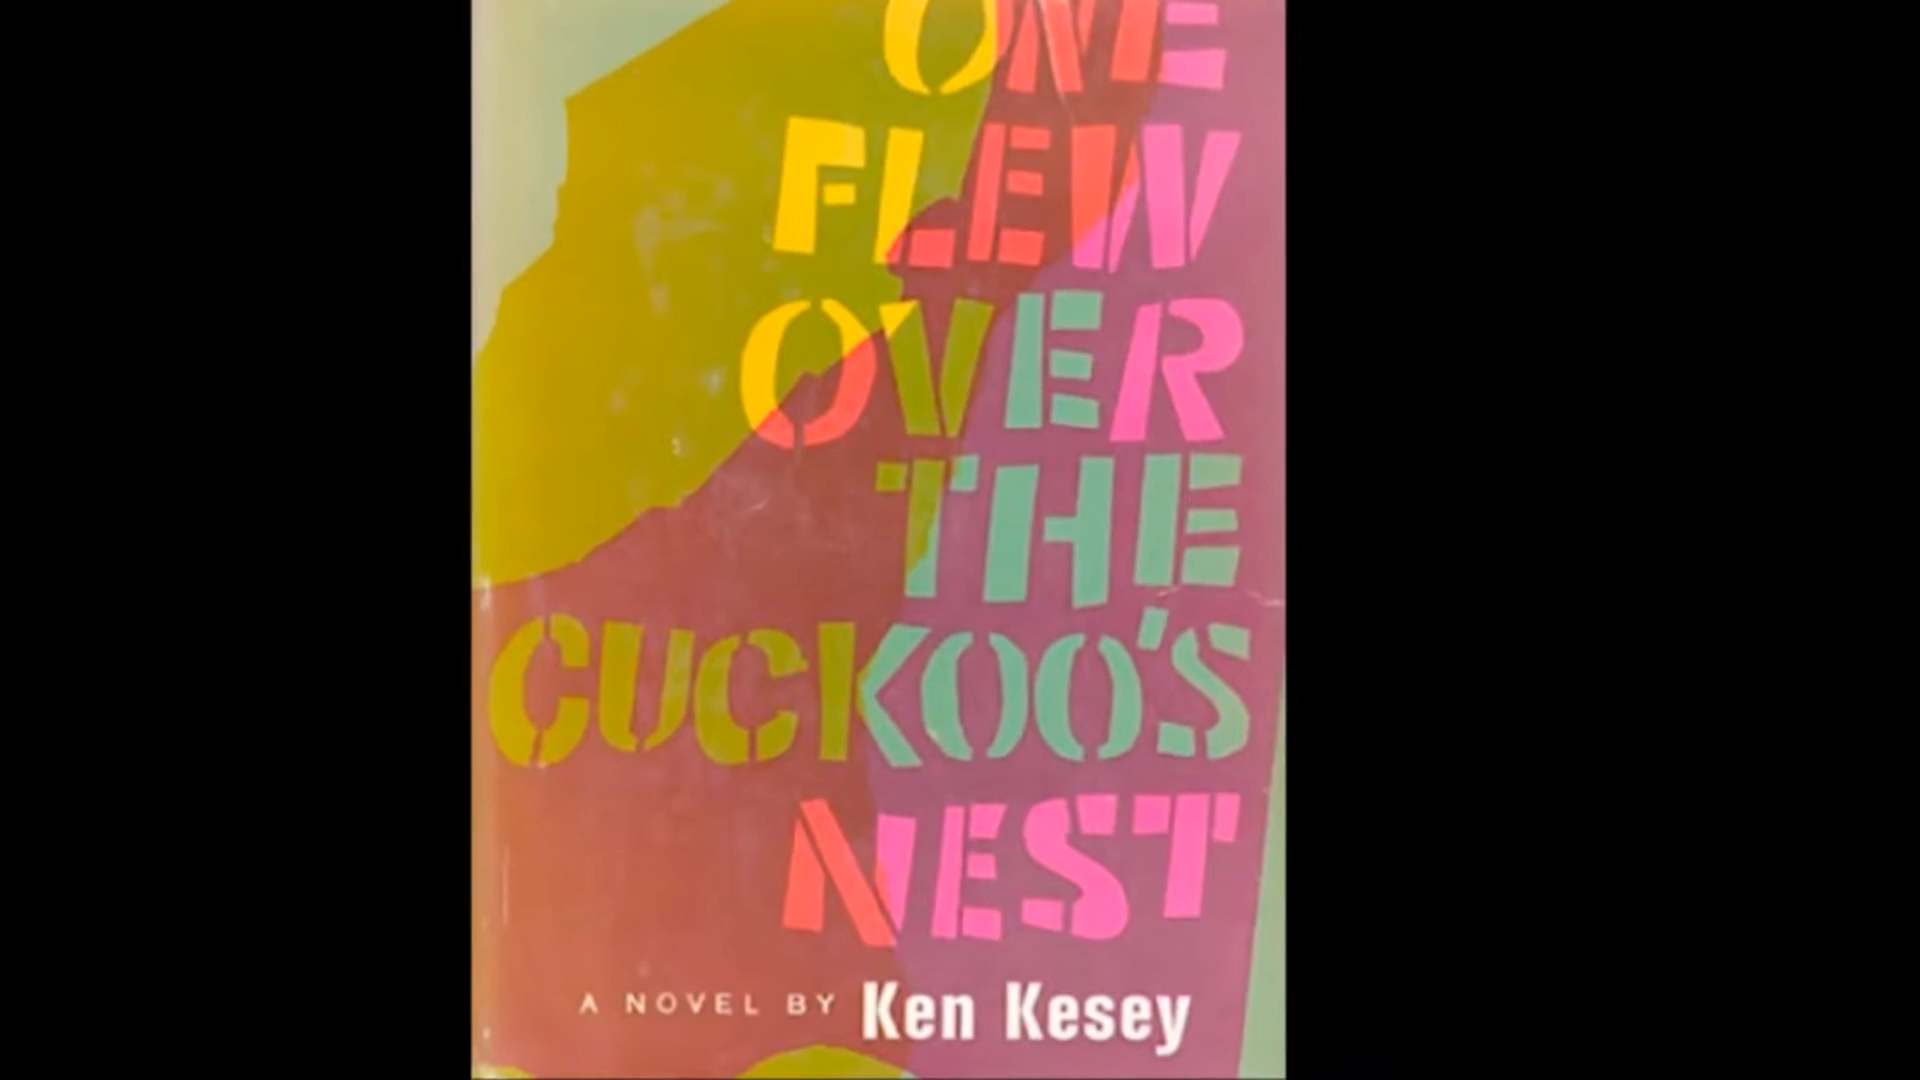 ONE
FLEW
OVER
THE
CUCKOO'S
NEST
A NOVEL BY Ken Kesey